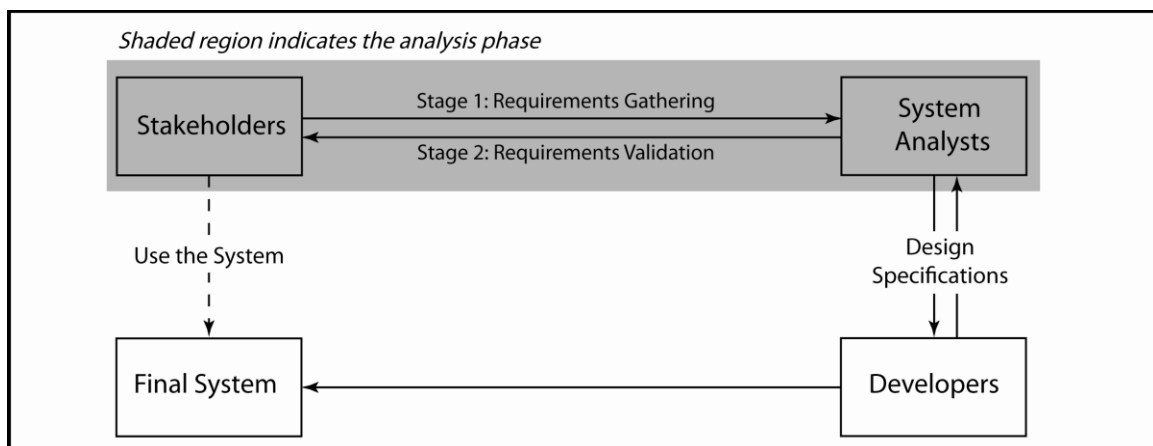 Shaded region indicates the analysis phase
Stakeholders
Stage 1: Requirements Gathering
Stage 2: Requirements Validation
System
Analysts
Use the System
Design
Specifications
Final System
Developers